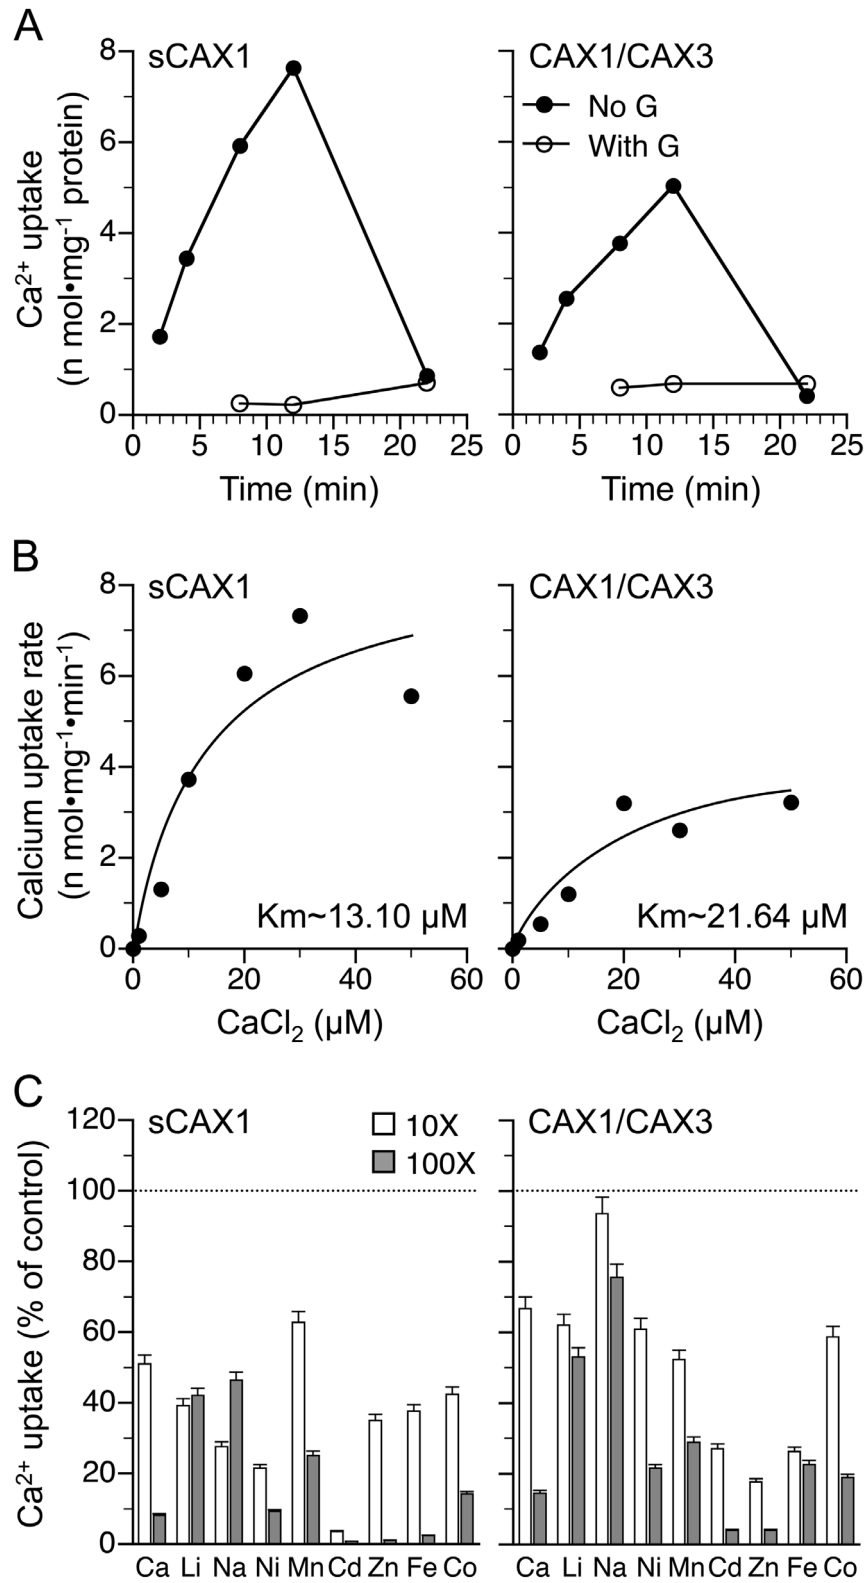 A
sCAX1
CAX1/CAX3
No G
With G
Ca²⁺ uptake
(n mol•mg⁻¹ protein)
8
6
4
2
0
0 5 10 15 20 25
0 5 10 15 20 25
Time (min)
Time (min)
B
sCAX1
CAX1/CAX3
Calcium uptake rate
(n mol•mg⁻¹•min⁻¹)
8
6
4
2
0
Km~13.10 µM
Km~21.64 µM
0 20 40 60
0 20 40 60
CaCl₂ (µM)
CaCl₂ (µM)
C
sCAX1
CAX1/CAX3
10X
100X
Ca²⁺ uptake (% of control)
120
100
80
60
40
20
0
Ca Li Na Ni Mn Cd Zn Fe Co
Ca Li Na Ni Mn Cd Zn Fe Co